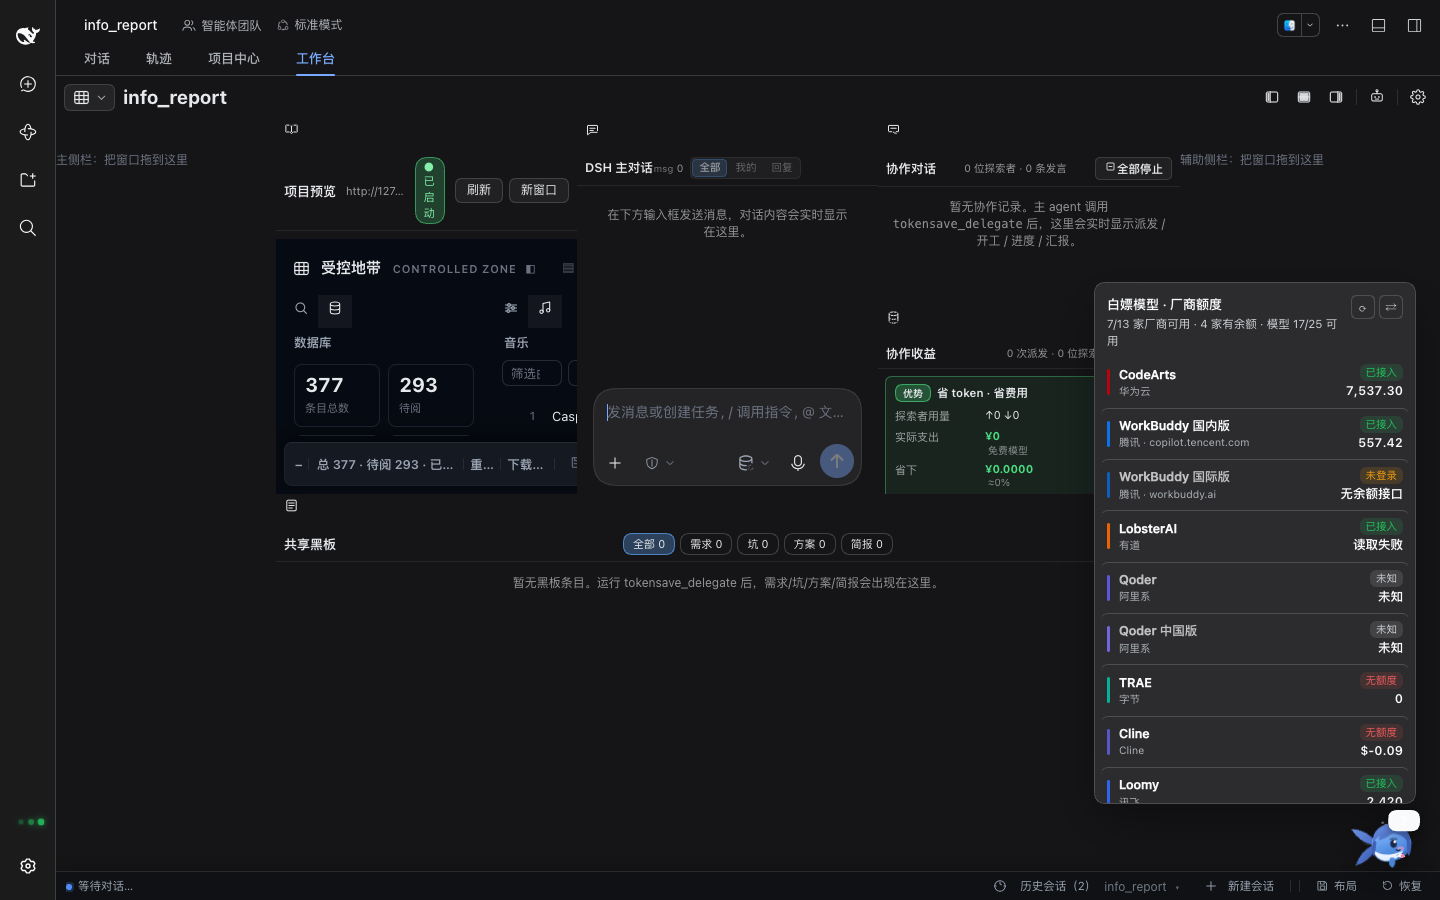 info_report
智能体团队
标准模式
对话
轨迹
项目中心
工作台
info_report
主侧栏：把窗口拖到这里
项目预览
http://127...
已启动
刷新
新窗口
受控地带 CONTROLLED ZONE
数据库
音乐
377
条目总数
293
待阅
1
总 377 · 待阅 293 · 已...
重...
下载...
DSH 主对话
msg 0
全部
我的
回复
在下方输入框发送消息，对话内容会实时显示
在这里。
发消息或创建任务, / 调用指令, @ 文...
协作对话
0 位探索者 · 0 条发言
全部停止
暂无协作记录。主 agent 调用
tokensave_delegate 后，这里会实时显示派发 /
开工 / 进度 / 汇报。
协作收益
优势
省 token · 省费用
探索者用量
↑0 ↓0
实际支出
¥0
免费模型
省下
¥0.0000
≈0%
辅助侧栏：把窗口拖到这里
共享黑板
全部 0
需求 0
坑 0
方案 0
简报 0
暂无黑板条目。运行 tokensave_delegate 后，需求/坑/方案/简报会出现在这里。
白嫖模型 · 厂商额度
7/13 家厂商可用 · 4 家有余额 · 模型 17/25 可
用
CodeArts
已接入
华为云
7,537.30
WorkBuddy 国内版
已接入
腾讯 · copilot.tencent.com
557.42
WorkBuddy 国际版
未登录
腾讯 · workbuddy.ai
无余额接口
LobsterAI
已接入
有道
读取失败
Qoder
未知
阿里系
未知
Qoder 中国版
未知
阿里系
未知
TRAE
无额度
字节
0
Cline
无额度
Cline
$-0.09
Loomy
已接入
讯飞
2,420
等待对话...
历史会话（2）
info_report
新建会话
布局
恢复